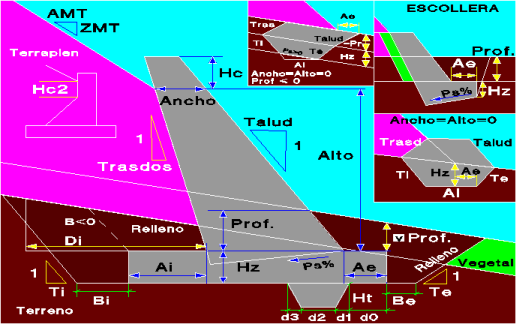 AMT
ZMT
Terraplen
Hc2
Hc
Ancho
Talud
1
1
Trasdos
Alto
Prof.
B<0
Relleno
Di
Prof.
Relleno
Vegetal
Ai
Hz
Ps%
Ae
1
1
Ti
Bi
Ht
Be
Te
Terreno
d3 d2 d1 d0
Ae
Tras
Talud
Ti
Ps%
Te
Pr
Hz
Al
Ancho=Alto=0
Prof < 0
ESCOLLERA
Prof.
Ae
Ps%
Hz
Ancho=Alto=0
Trasd
Talud
Ti
Hz
Ae
Te
Al